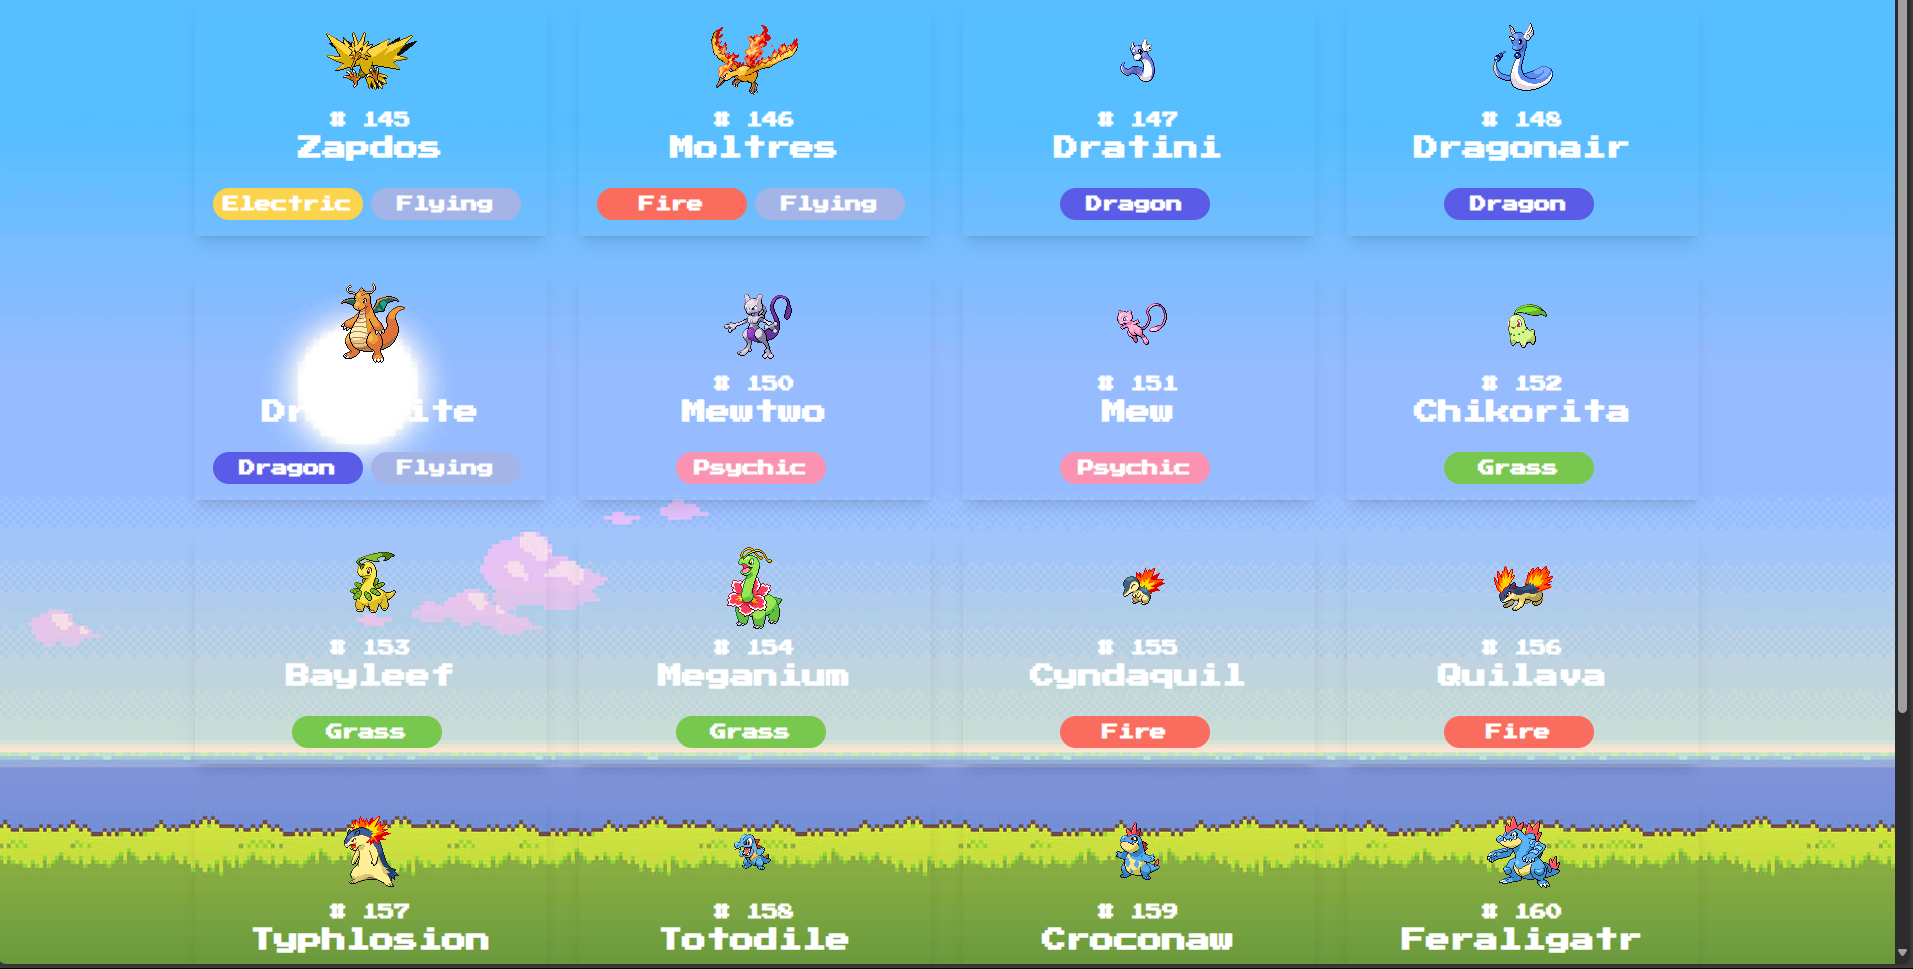 # 145
Zapdos
Electric Flying
# 146
Moltres
Fire Flying
# 147
Dratini
Dragon
# 148
Dragonair
Dragon
Dragon Flying
# 150
Mewtwo
Psychic
# 151
Mew
Psychic
# 152
Chikorita
Grass
# 153
Bayleef
Grass
# 154
Meganium
Grass
# 155
Cyndaquil
Fire
# 156
Quilava
Fire
# 157
Typhlosion
# 158
Totodile
# 159
Croconaw
# 160
Feraligatr